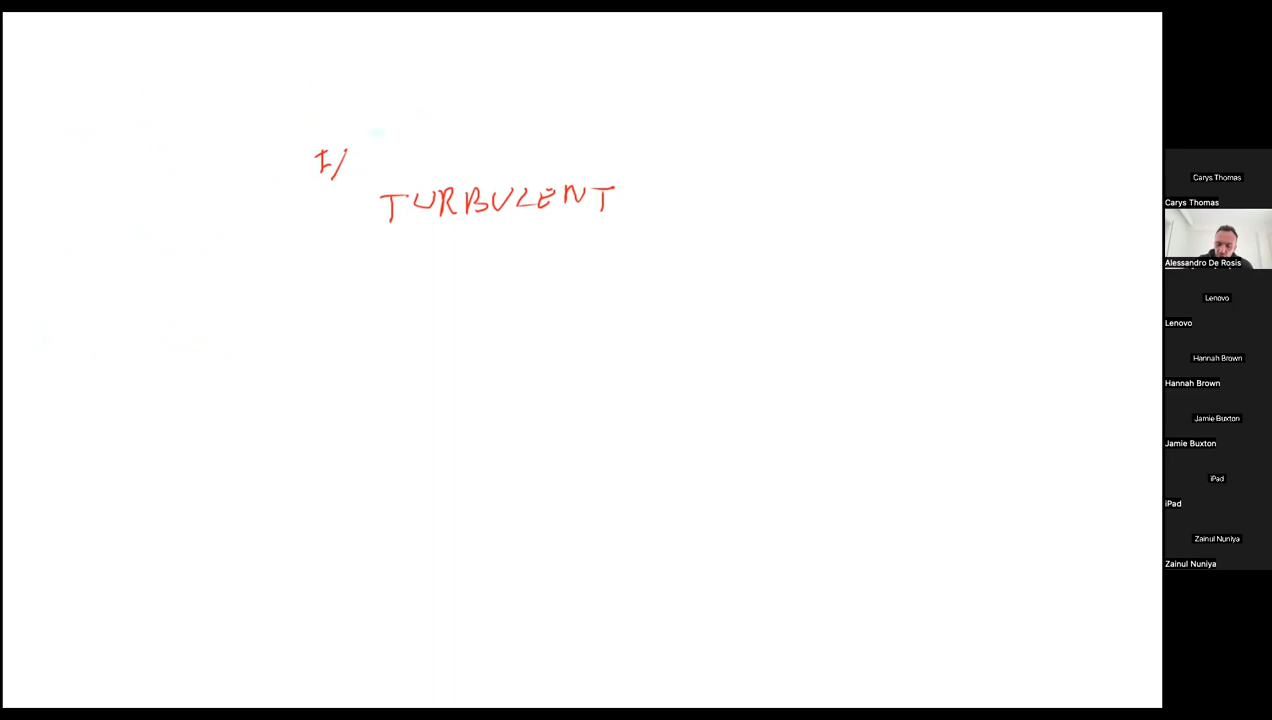 I/
TURBULENT
Carys Thomas
Carys Thomas
Alessandro De Rosis
Lenovo
Lenovo
Hannah Brown
Hannah Brown
Jamie Buxton
Jamie Buxton
iPad
iPad
Zainul Nuniya
Zainul Nuniya